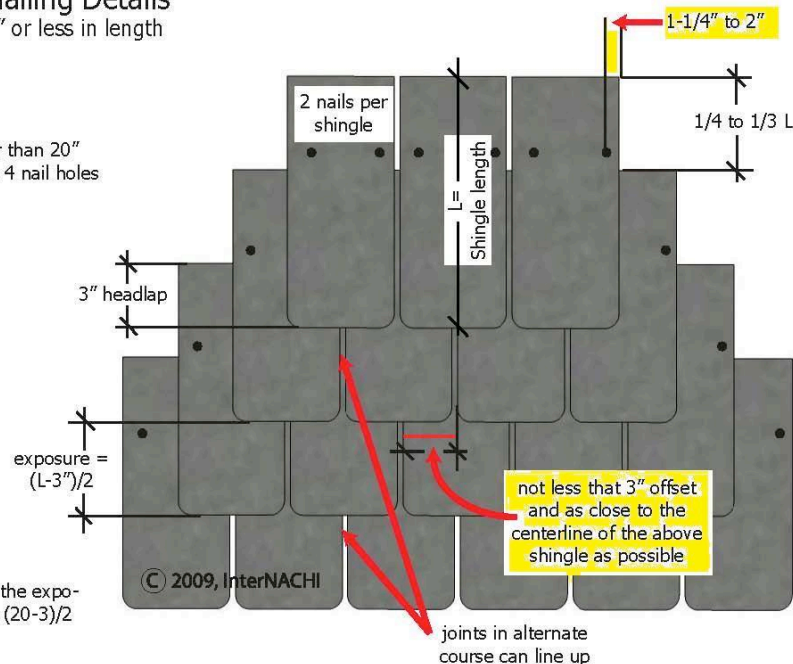 ailing Details
" or less in length
1-1/4" to 2"
2 nails per
shingle
1/4 to 1/3 L
r than 20"
4 nail holes
L=
Shingle length
3" headlap
exposure =
(L-3")/2
not less that 3" offset
and as close to the
centerline of the above
shingle as possible
© 2009, InterNACHI
the expo-
(20-3)/2
joints in alternate
course can line up